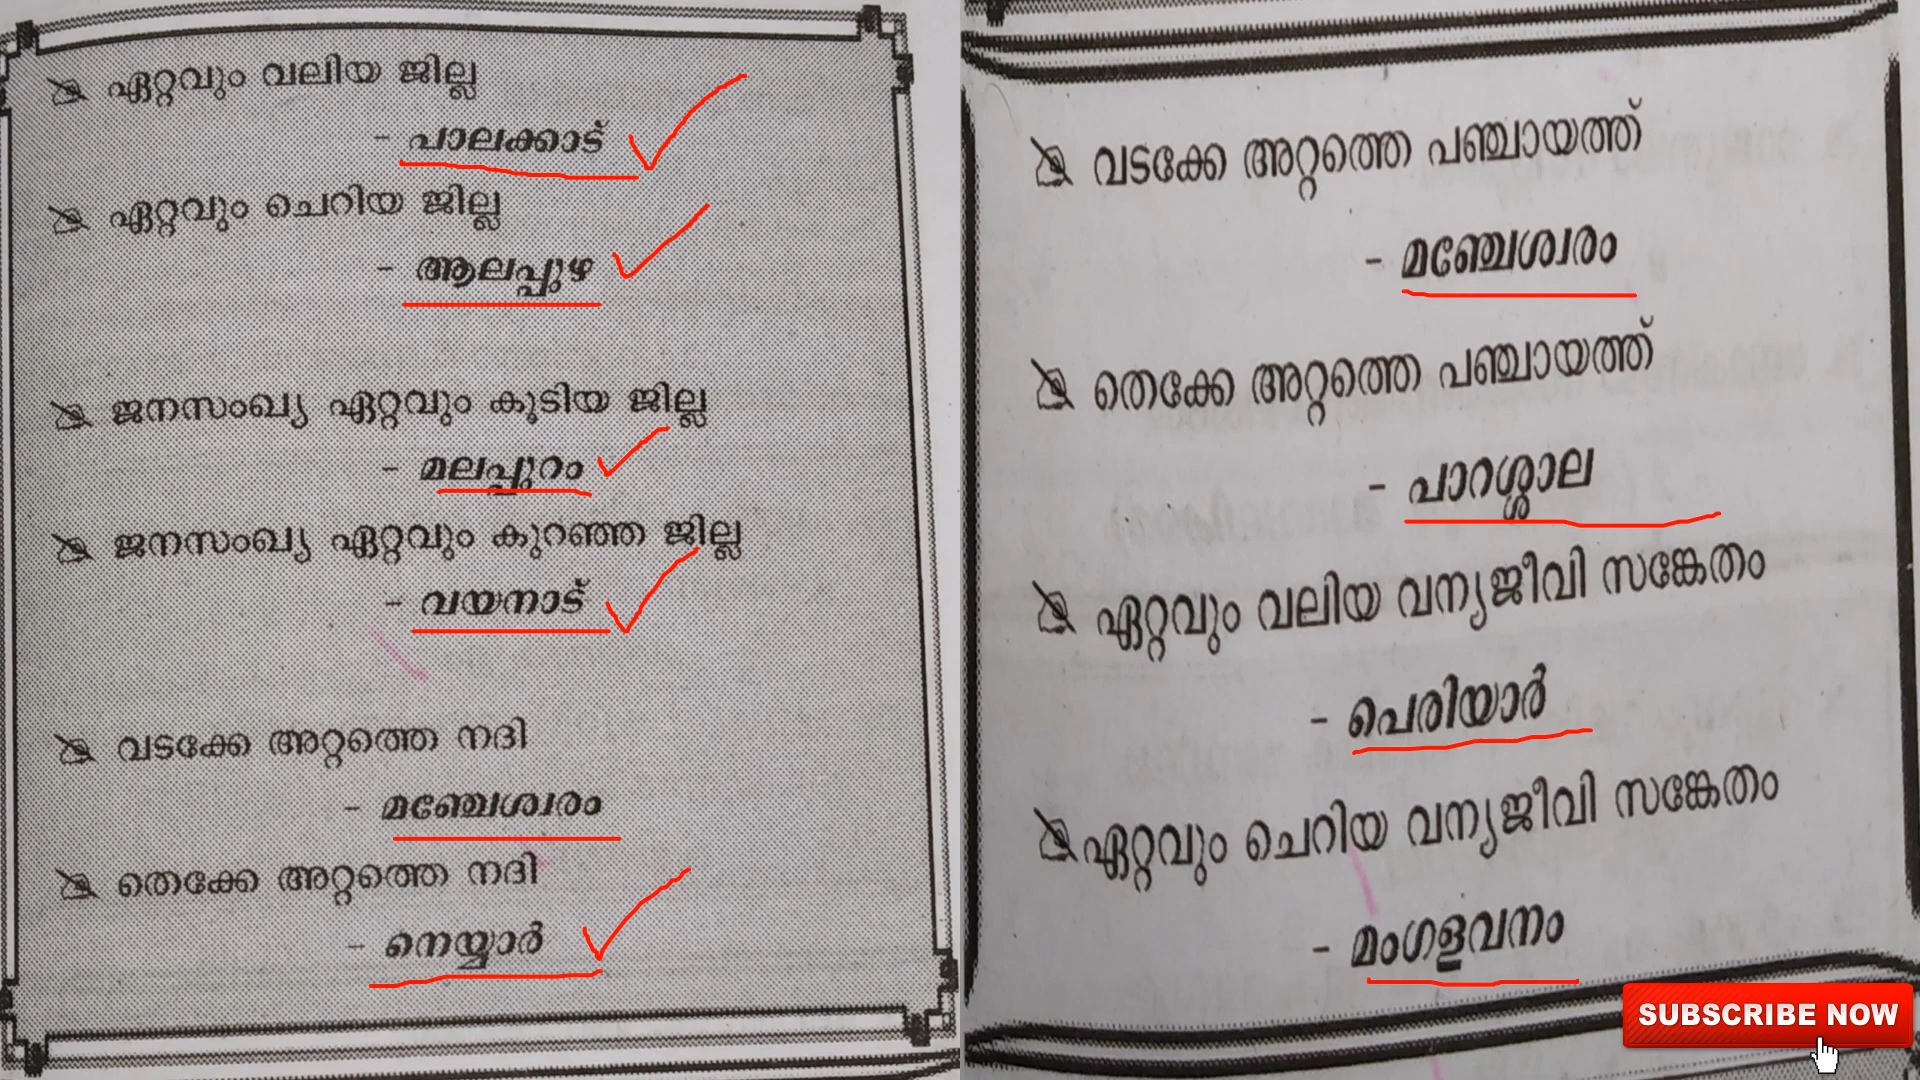 ഏറ്റവും വലിയ ജില്ല
- പാലക്കാട്
ഏറ്റവും ചെറിയ ജില്ല
- ആലപ്പുഴ
ജനസംഖ്യ ഏറ്റവും കൂടിയ ജില്ല
- മലപ്പുറം
ജനസംഖ്യ ഏറ്റവും കുറഞ്ഞ ജില്ല
- വയനാട്
വടക്കേ അറ്റത്തെ നദി
- മഞ്ചേശ്വരം
തെക്കേ അറ്റത്തെ നദി
- നെയ്യാർ
വടക്കേ അറ്റത്തെ പഞ്ചായത്ത്
- മഞ്ചേശ്വരം
തെക്കേ അറ്റത്തെ പഞ്ചായത്ത്
- പാറശ്ശാല
ഏറ്റവും വലിയ വന്യജീവി സങ്കേതം
- പെരിയാർ
ഏറ്റവും ചെറിയ വന്യജീവി സങ്കേതം
- മംഗളവനം
SUBSCRIBE NOW